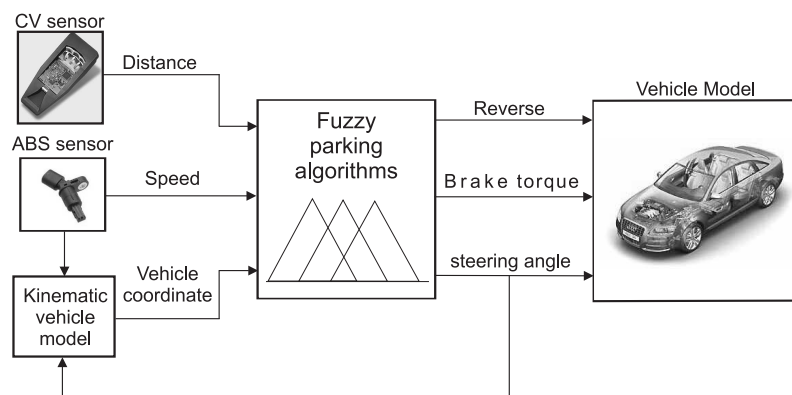 CV sensor
Distance
ABS sensor
Speed
Vehicle
coordinate
Kinematic
vehicle
model
Fuzzy
parking
algorithms
Reverse
Brake torque
steering angle
Vehicle Model